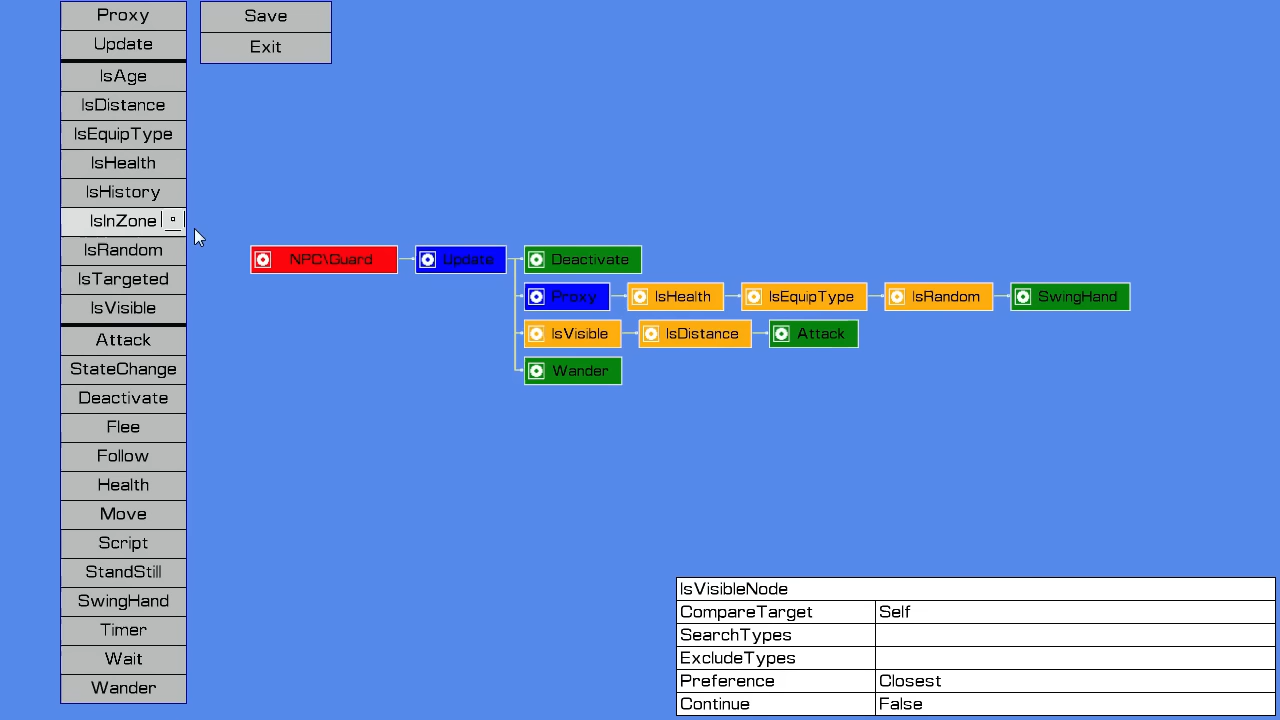 Proxy
Update
IsAge
IsDistance
IsEquipType
IsHealth
IsHistory
IsInZone
IsRandom
IsTargeted
IsVisible
Attack
StateChange
Deactivate
Flee
Follow
Health
Move
Script
StandStill
SwingHand
Timer
Wait
Wander
Save
Exit
NPC\Guard Update Deactivate
Proxy IsHealth IsEquipType IsRandom SwingHand
IsVisible IsDistance Attack
Wander
IsVisibleNode
CompareTarget Self
SearchTypes
ExcludeTypes
Preference Closest
Continue False